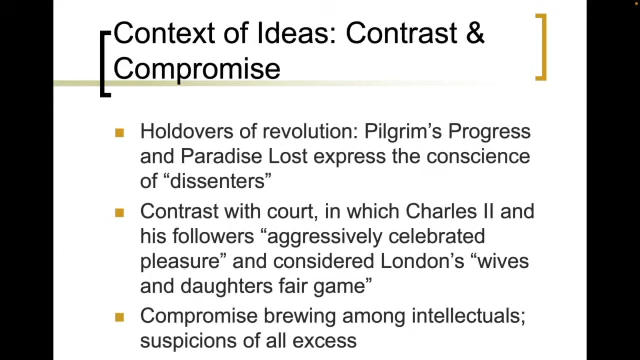 Context of Ideas: Contrast &
Compromise
Holdovers of revolution: Pilgrim's Progress
and Paradise Lost express the conscience
of "dissenters"
Contrast with court, in which Charles II and
his followers "aggressively celebrated
pleasure" and considered London's "wives
and daughters fair game"
Compromise brewing among intellectuals;
suspicions of all excess